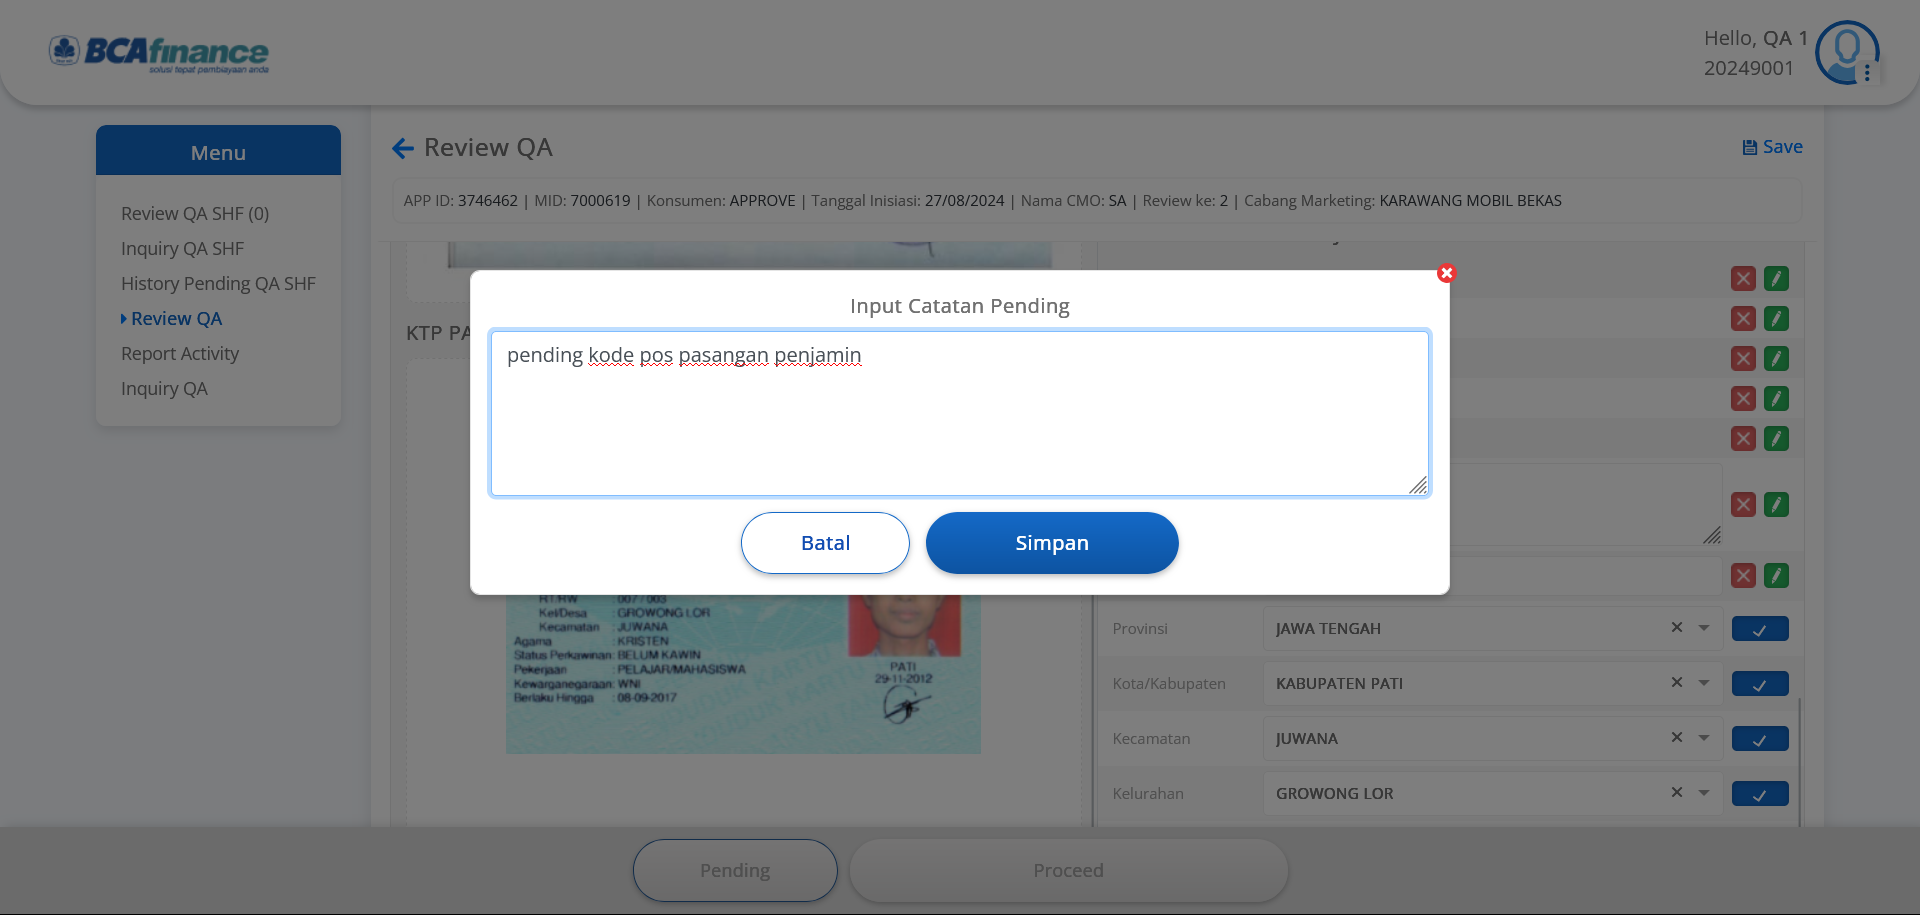 BCAfinance
solusi tepat pembiayaan anda
Hello, QA 1
20249001
Menu
Review QA SHF (0)
Inquiry QA SHF
History Pending QA SHF
Review QA
Report Activity
Inquiry QA
Review QA
Save
APP ID: 3746462 | MID: 7000619 | Konsumen: APPROVE | Tanggal Inisiasi: 27/08/2024 | Nama CMO: SA | Review ke: 2 | Cabang Marketing: KARAWANG MOBIL BEKAS
KTP
Input Catatan Pending
pending kode pos pasangan penjamin
Batal
Simpan
RT/RW : 007 / 003
Kel/Desa : GROWONG LOR
Kecamatan : JUWANA
Agama : KRISTEN
Status Perkawinan: BELUM KAWIN
Pekerjaan : PELAJAR/MAHASISWA
Kewarganegaraan: WNI
Berlaku Hingga : 08-09-2017
PATI
29-11-2012
Provinsi JAWA TENGAH
Kota/Kabupaten KABUPATEN PATI
Kecamatan JUWANA
Kelurahan GROWONG LOR
Pending
Proceed